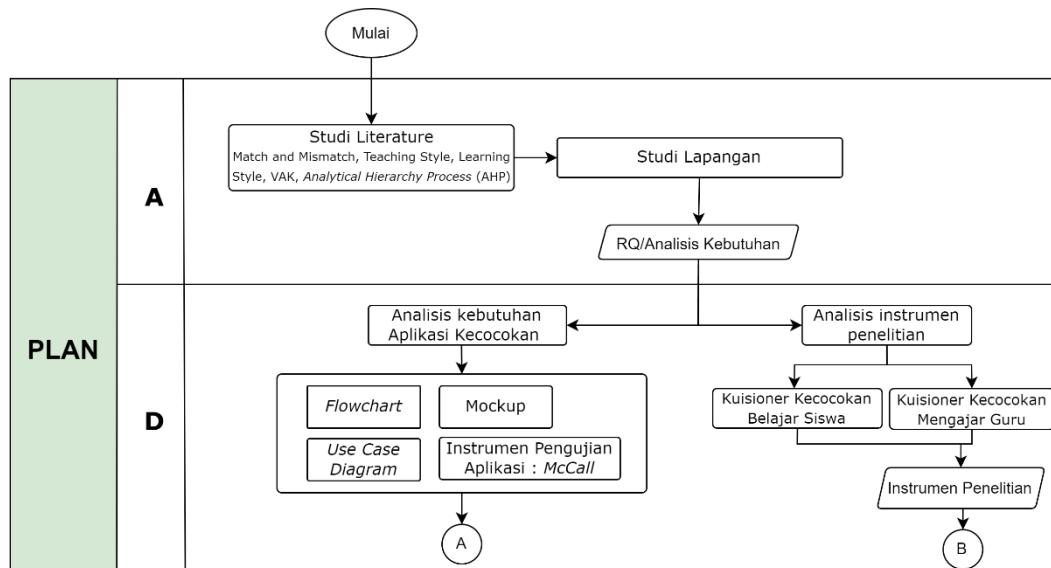 Mulai
PLAN
A
Studi Literature
Match and Mismatch, Teaching Style, Learning
Style, VAK, Analytical Hierarchy Process (AHP)
Studi Lapangan
RQ/Analisis Kebutuhan
D
Analisis kebutuhan
Aplikasi Kecocokan
Analisis instrumen
penelitian
Flowchart
Mockup
Use Case
Diagram
Instrumen Pengujian
Aplikasi : McCall
Kuisioner Kecocokan
Belajar Siswa
Kuisioner Kecocokan
Mengajar Guru
Instrumen Penelitian
A
B